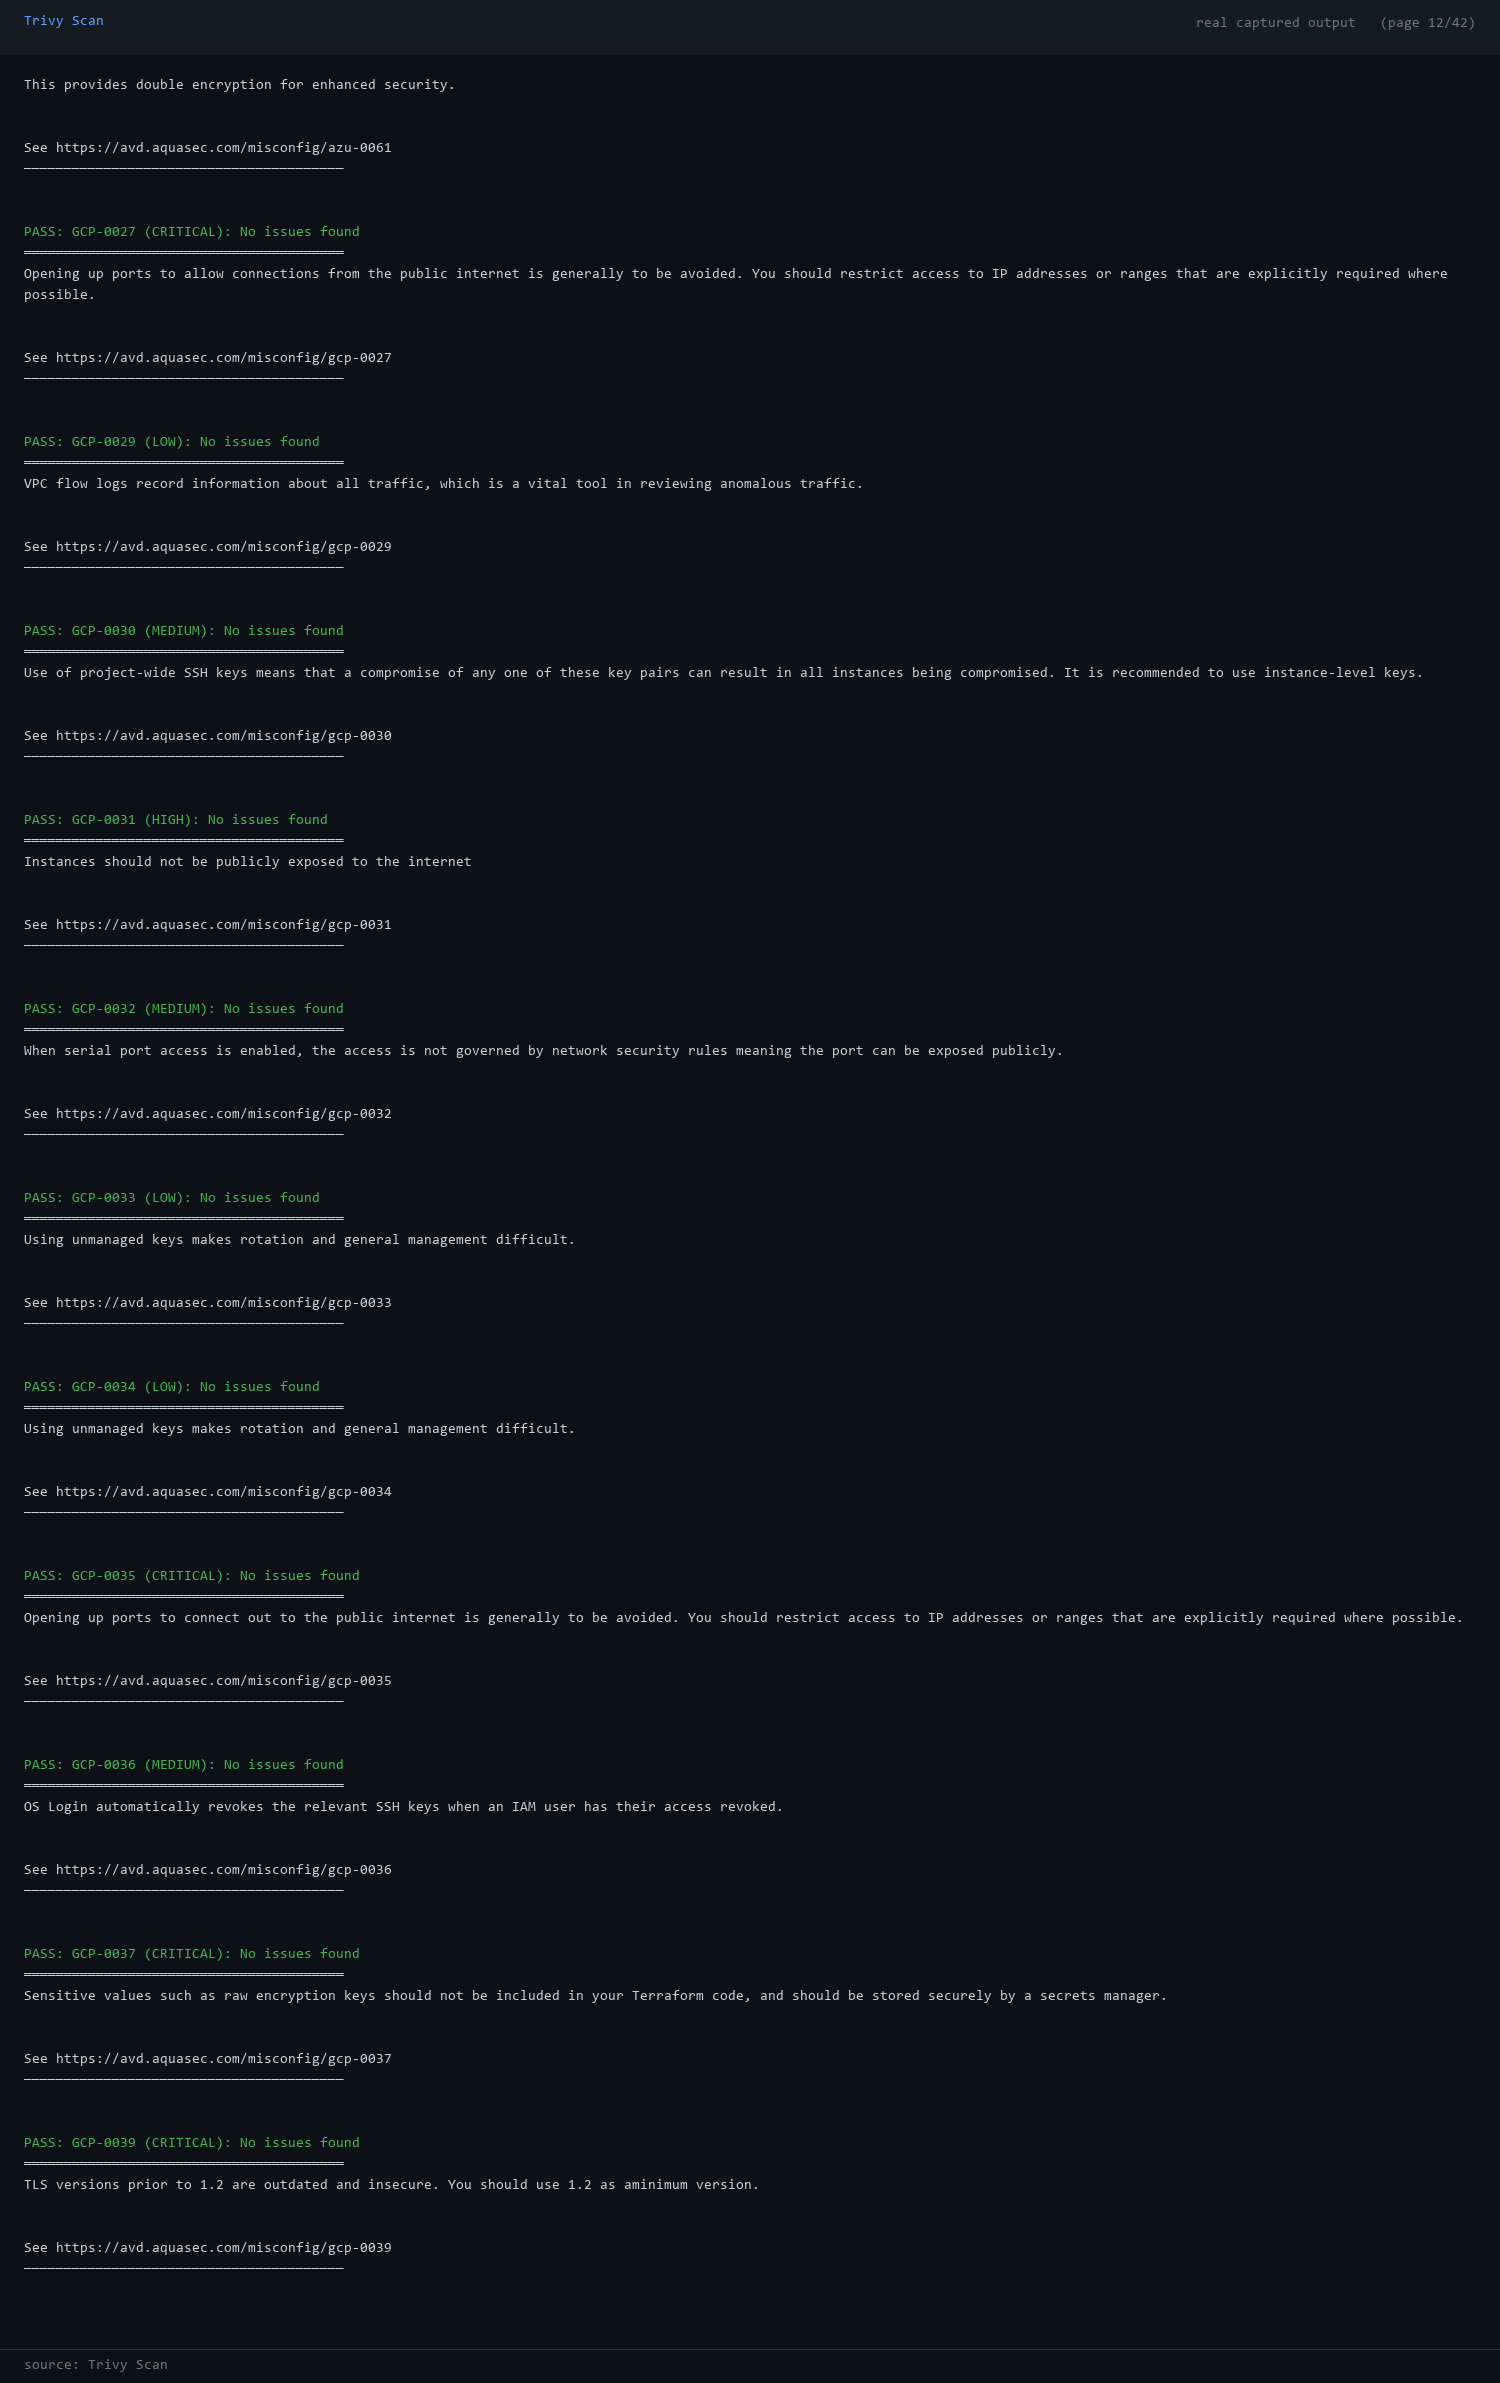 Trivy Scan
real captured output   (page 12/42)
This provides double encryption for enhanced security.
See https://avd.aquasec.com/misconfig/azu-0061
────────────────────────────────────────
PASS: GCP-0027 (CRITICAL): No issues found
════════════════════════════════════════
Opening up ports to allow connections from the public internet is generally to be avoided. You should restrict access to IP addresses or ranges that are explicitly required where
possible.
See https://avd.aquasec.com/misconfig/gcp-0027
────────────────────────────────────────
PASS: GCP-0029 (LOW): No issues found
════════════════════════════════════════
VPC flow logs record information about all traffic, which is a vital tool in reviewing anomalous traffic.
See https://avd.aquasec.com/misconfig/gcp-0029
────────────────────────────────────────
PASS: GCP-0030 (MEDIUM): No issues found
════════════════════════════════════════
Use of project-wide SSH keys means that a compromise of any one of these key pairs can result in all instances being compromised. It is recommended to use instance-level keys.
See https://avd.aquasec.com/misconfig/gcp-0030
────────────────────────────────────────
PASS: GCP-0031 (HIGH): No issues found
════════════════════════════════════════
Instances should not be publicly exposed to the internet
See https://avd.aquasec.com/misconfig/gcp-0031
────────────────────────────────────────
PASS: GCP-0032 (MEDIUM): No issues found
════════════════════════════════════════
When serial port access is enabled, the access is not governed by network security rules meaning the port can be exposed publicly.
See https://avd.aquasec.com/misconfig/gcp-0032
────────────────────────────────────────
PASS: GCP-0033 (LOW): No issues found
════════════════════════════════════════
Using unmanaged keys makes rotation and general management difficult.
See https://avd.aquasec.com/misconfig/gcp-0033
────────────────────────────────────────
PASS: GCP-0034 (LOW): No issues found
════════════════════════════════════════
Using unmanaged keys makes rotation and general management difficult.
See https://avd.aquasec.com/misconfig/gcp-0034
────────────────────────────────────────
PASS: GCP-0035 (CRITICAL): No issues found
════════════════════════════════════════
Opening up ports to connect out to the public internet is generally to be avoided. You should restrict access to IP addresses or ranges that are explicitly required where possible.
See https://avd.aquasec.com/misconfig/gcp-0035
────────────────────────────────────────
PASS: GCP-0036 (MEDIUM): No issues found
════════════════════════════════════════
OS Login automatically revokes the relevant SSH keys when an IAM user has their access revoked.
See https://avd.aquasec.com/misconfig/gcp-0036
────────────────────────────────────────
PASS: GCP-0037 (CRITICAL): No issues found
════════════════════════════════════════
Sensitive values such as raw encryption keys should not be included in your Terraform code, and should be stored securely by a secrets manager.
See https://avd.aquasec.com/misconfig/gcp-0037
────────────────────────────────────────
PASS: GCP-0039 (CRITICAL): No issues found
════════════════════════════════════════
TLS versions prior to 1.2 are outdated and insecure. You should use 1.2 as aminimum version.
See https://avd.aquasec.com/misconfig/gcp-0039
────────────────────────────────────────
source: Trivy Scan